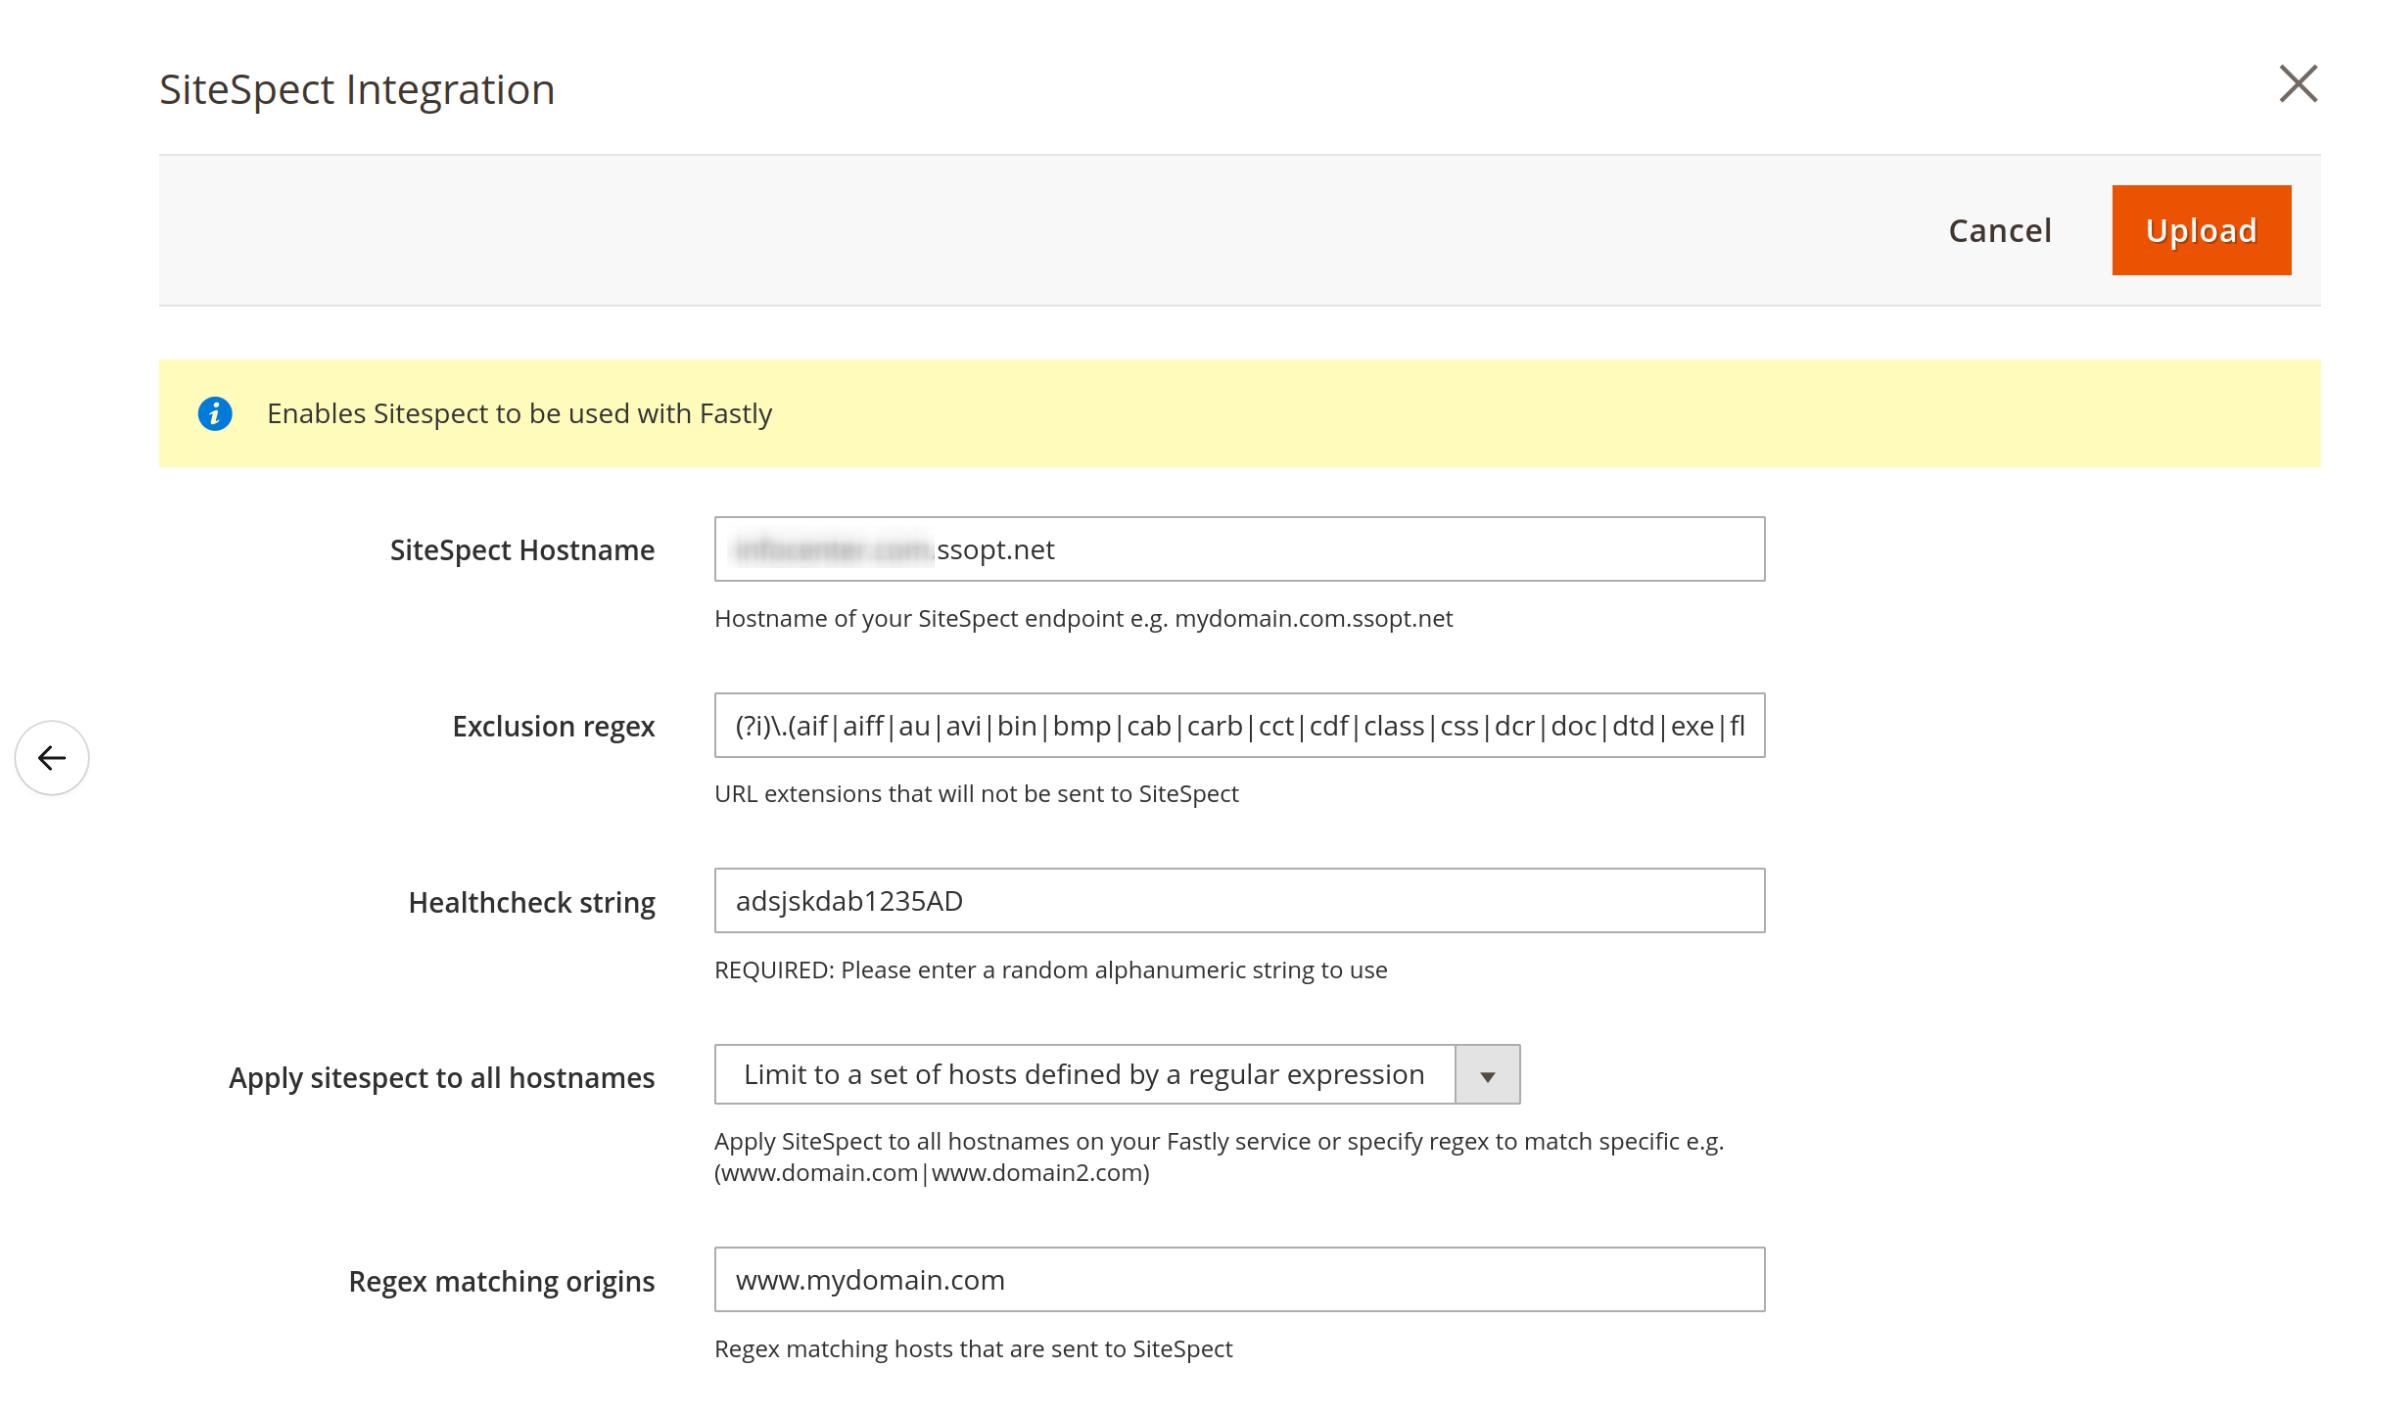 SiteSpect Integration
Cancel
Upload
Enables Sitespect to be used with Fastly
SiteSpect Hostname
.ssopt.net
Hostname of your SiteSpect endpoint e.g. mydomain.com.ssopt.net
Exclusion regex
(?i)\.(aif|aiff|au|avi|bin|bmp|cab|carb|cct|cdf|class|css|dcr|doc|dtd|exe|fl
URL extensions that will not be sent to SiteSpect
Healthcheck string
adsjskdab1235AD
REQUIRED: Please enter a random alphanumeric string to use
Apply sitespect to all hostnames
Limit to a set of hosts defined by a regular expression
Apply SiteSpect to all hostnames on your Fastly service or specify regex to match specific e.g.
(www.domain.com|www.domain2.com)
Regex matching origins
www.mydomain.com
Regex matching hosts that are sent to SiteSpect